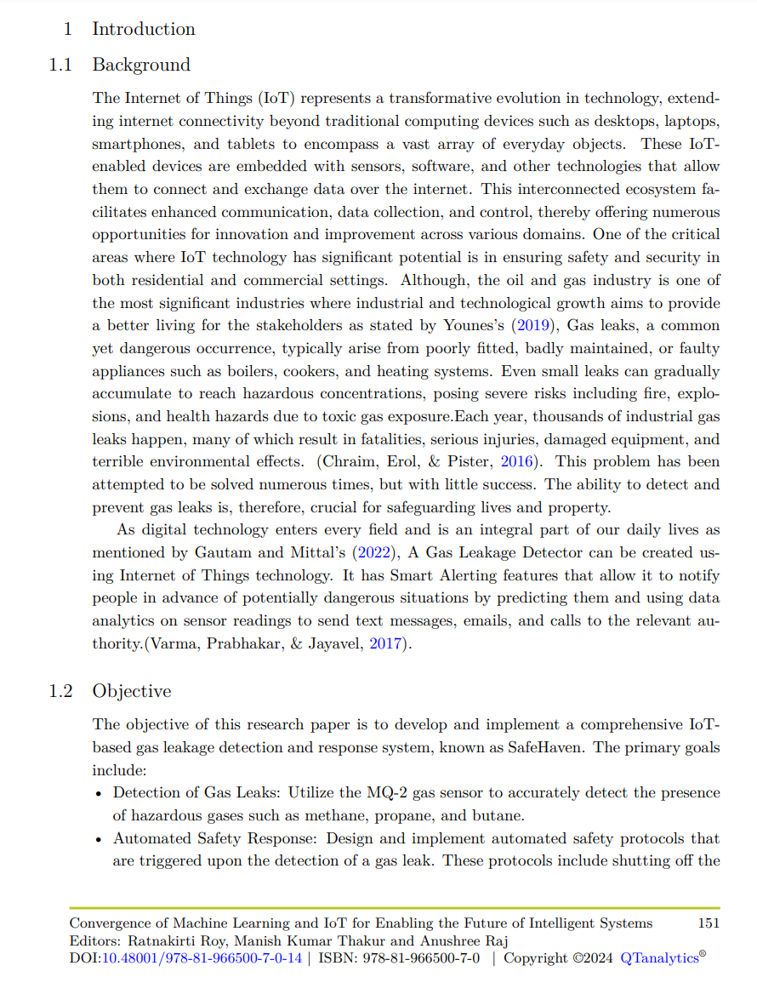 1 Introduction
1.1 Background
The Internet of Things (IoT) represents a transformative evolution in technology, extend-
ing internet connectivity beyond traditional computing devices such as desktops, laptops,
smartphones, and tablets to encompass a vast array of everyday objects. These IoT-
enabled devices are embedded with sensors, software, and other technologies that allow
them to connect and exchange data over the internet. This interconnected ecosystem fa-
cilitates enhanced communication, data collection, and control, thereby offering numerous
opportunities for innovation and improvement across various domains. One of the critical
areas where IoT technology has significant potential is in ensuring safety and security in
both residential and commercial settings. Although, the oil and gas industry is one of
the most significant industries where industrial and technological growth aims to provide
a better living for the stakeholders as stated by Younes's (2019), Gas leaks, a common
yet dangerous occurrence, typically arise from poorly fitted, badly maintained, or faulty
appliances such as boilers, cookers, and heating systems. Even small leaks can gradually
accumulate to reach hazardous concentrations, posing severe risks including fire, explo-
sions, and health hazards due to toxic gas exposure.Each year, thousands of industrial gas
leaks happen, many of which result in fatalities, serious injuries, damaged equipment, and
terrible environmental effects. (Chraim, Erol, & Pister, 2016). This problem has been
attempted to be solved numerous times, but with little success. The ability to detect and
prevent gas leaks is, therefore, crucial for safeguarding lives and property.
As digital technology enters every field and is an integral part of our daily lives as
mentioned by Gautam and Mittal's (2022), A Gas Leakage Detector can be created us-
ing Internet of Things technology. It has Smart Alerting features that allow it to notify
people in advance of potentially dangerous situations by predicting them and using data
analytics on sensor readings to send text messages, emails, and calls to the relevant au-
thority.(Varma, Prabhakar, & Jayavel, 2017).
1.2 Objective
The objective of this research paper is to develop and implement a comprehensive IoT-
based gas leakage detection and response system, known as SafeHaven. The primary goals
include:
• Detection of Gas Leaks: Utilize the MQ-2 gas sensor to accurately detect the presence
of hazardous gases such as methane, propane, and butane.
• Automated Safety Response: Design and implement automated safety protocols that
are triggered upon the detection of a gas leak. These protocols include shutting off the
Convergence of Machine Learning and IoT for Enabling the Future of Intelligent Systems 151
Editors: Ratnakirti Roy, Manish Kumar Thakur and Anushree Raj
DOI:10.48001/978-81-966500-7-0-14 | ISBN: 978-81-966500-7-0 | Copyright ©2024 QTanalytics®